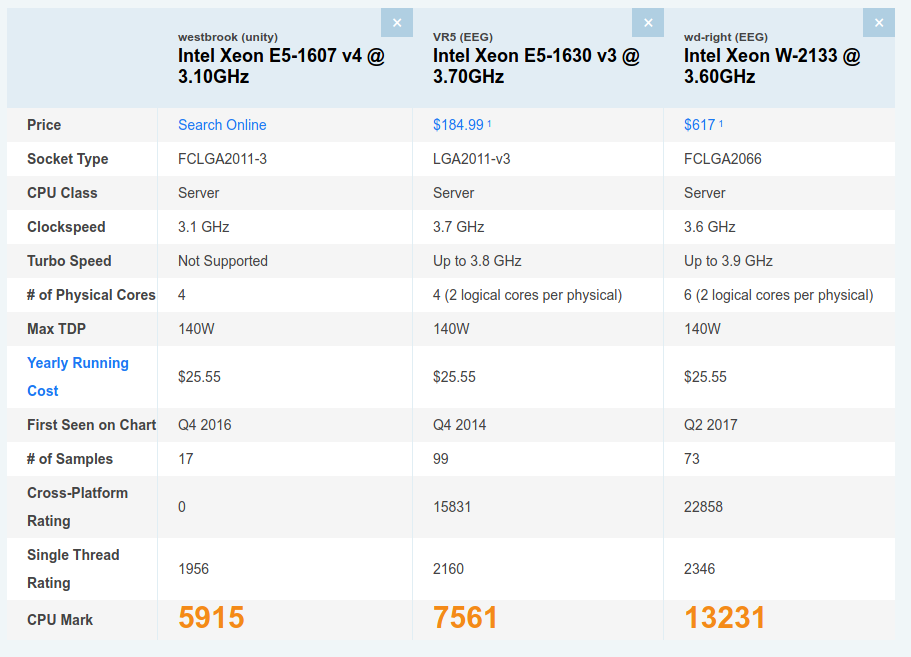 × × ×
westbrook (unity) VR5 (EEG) wd-right (EEG)
Intel Xeon E5-1607 v4 @ Intel Xeon E5-1630 v3 @ Intel Xeon W-2133 @
3.10GHz 3.70GHz 3.60GHz
Price Search Online $184.99 ¹ $617 ¹
Socket Type FCLGA2011-3 LGA2011-v3 FCLGA2066
CPU Class Server Server Server
Clockspeed 3.1 GHz 3.7 GHz 3.6 GHz
Turbo Speed Not Supported Up to 3.8 GHz Up to 3.9 GHz
# of Physical Cores 4 4 (2 logical cores per physical) 6 (2 logical cores per physical)
Max TDP 140W 140W 140W
Yearly Running
Cost $25.55 $25.55 $25.55
First Seen on Chart Q4 2016 Q4 2014 Q2 2017
# of Samples 17 99 73
Cross-Platform
Rating 0 15831 22858
Single Thread
Rating 1956 2160 2346
CPU Mark 5915 7561 13231